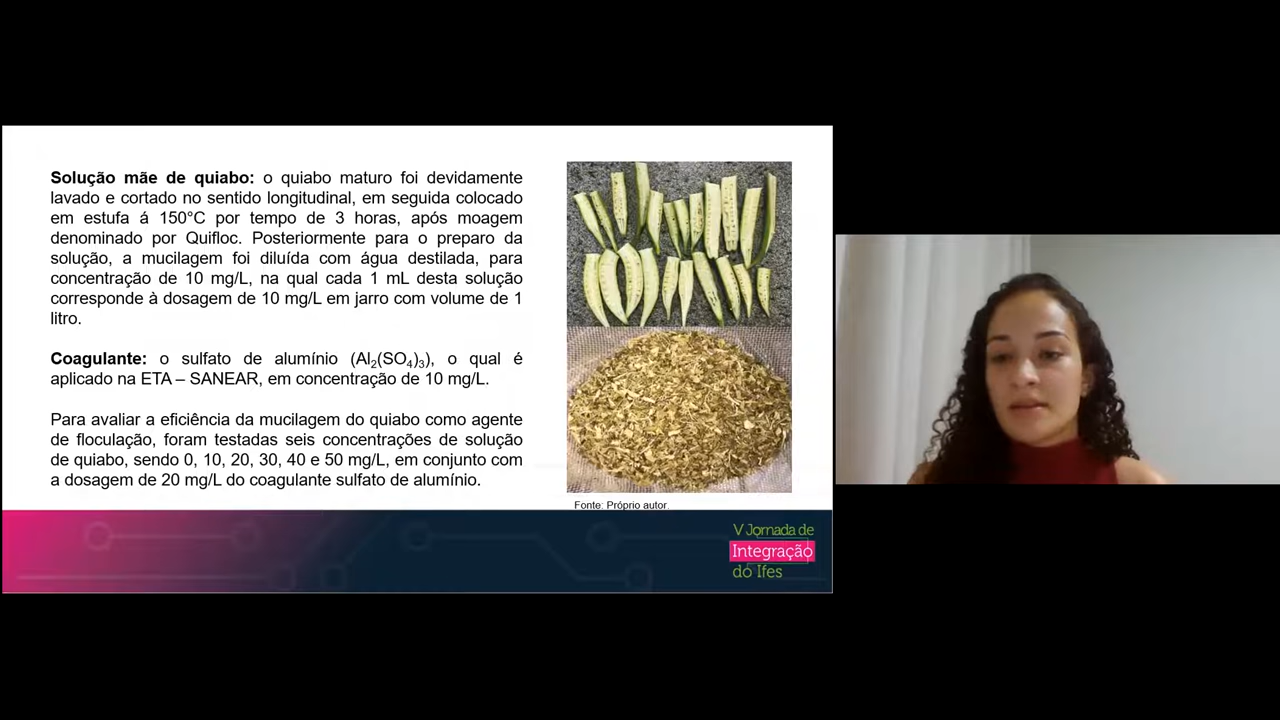 Solução mãe de quiabo: o quiabo maturo foi devidamente
lavado e cortado no sentido longitudinal, em seguida colocado
em estufa á 150°C por tempo de 3 horas, após moagem
denominado por Quifloc. Posteriormente para o preparo da
solução, a mucilagem foi diluída com água destilada, para
concentração de 10 mg/L, na qual cada 1 mL desta solução
corresponde à dosagem de 10 mg/L em jarro com volume de 1
litro.
Coagulante: o sulfato de alumínio (Al₂(SO₄)₃), o qual é
aplicado na ETA – SANEAR, em concentração de 10 mg/L.
Para avaliar a eficiência da mucilagem do quiabo como agente
de floculação, foram testadas seis concentrações de solução
de quiabo, sendo 0, 10, 20, 30, 40 e 50 mg/L, em conjunto com
a dosagem de 20 mg/L do coagulante sulfato de alumínio.
Fonte: Próprio autor.
V Jornada de
Integração
do Ifes